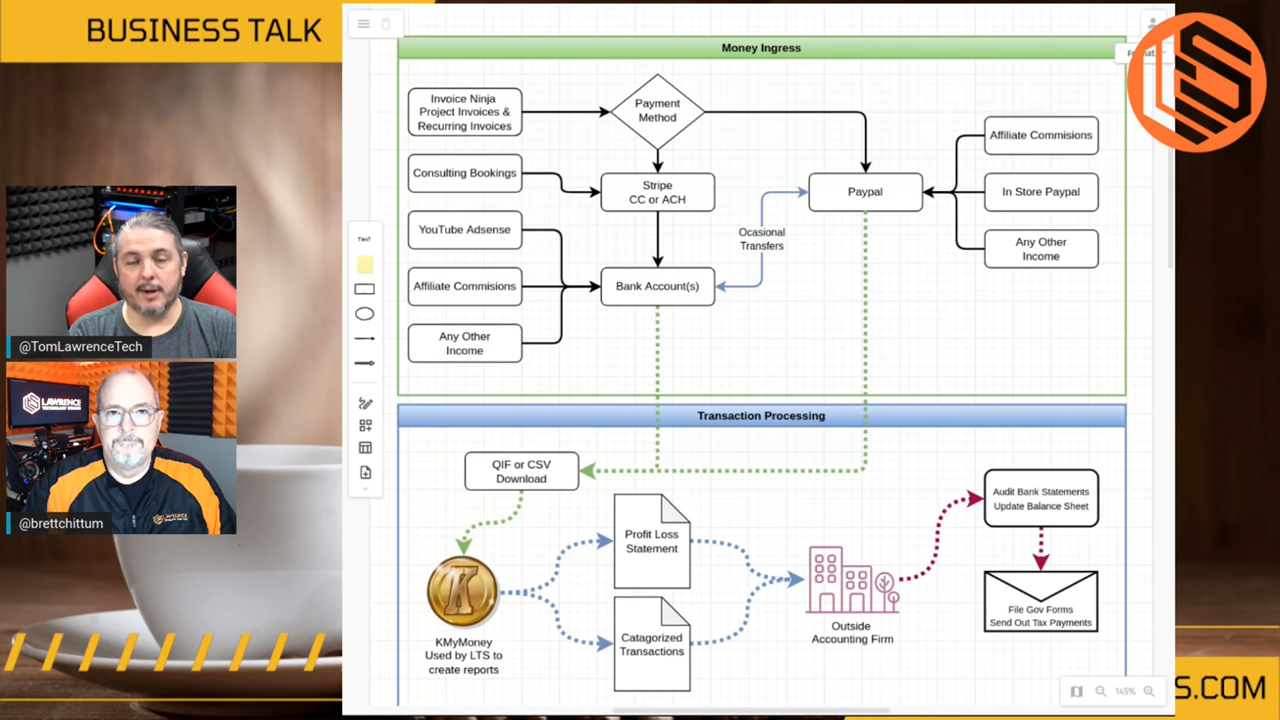 BUSINESS TALK
Money Ingress
Invoice Ninja
Project Invoices &
Recurring Invoices
Payment
Method
Affiliate Commisions
Consulting Bookings
Stripe
CC or ACH
Paypal
In Store Paypal
YouTube Adsense
Ocasional
Transfers
Any Other
Income
Text
Affiliate Commisions
Bank Account(s)
Any Other
Income
@TomLawrenceTech
LAWRENCE
Transaction Processing
QIF or CSV
Download
Audit Bank Statements
Update Balance Sheet
Profit Loss
Statement
@brettchittum
LAWRENCE
K
File Gov Forms
Send Out Tax Payments
Outside
Accounting Firm
Catagorized
Transactions
KMyMoney
Used by LTS to
create reports
145%
S.COM